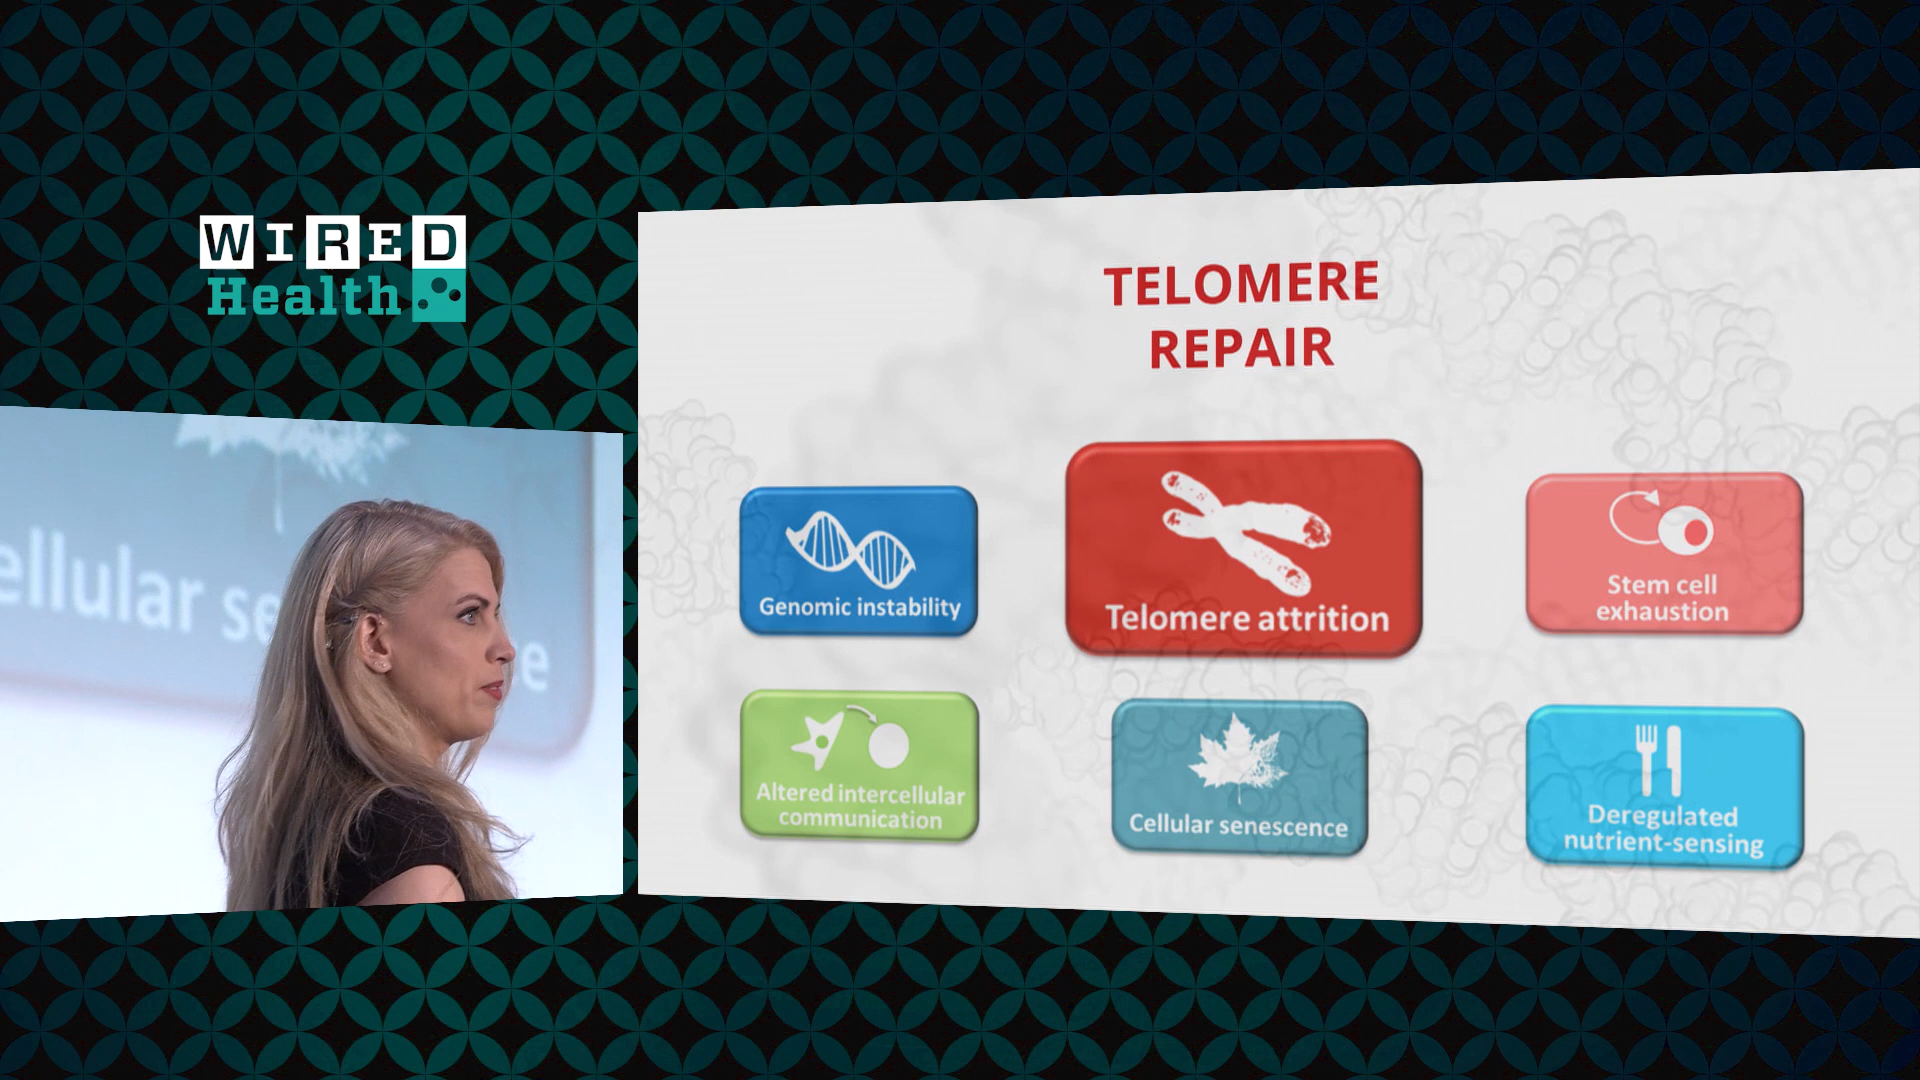 WIRED
Health
ellular se
se
TELOMERE
REPAIR
Genomic instability
Telomere attrition
Stem cell
exhaustion
Altered intercellular
communication
Cellular senescence
Deregulated
nutrient-sensing